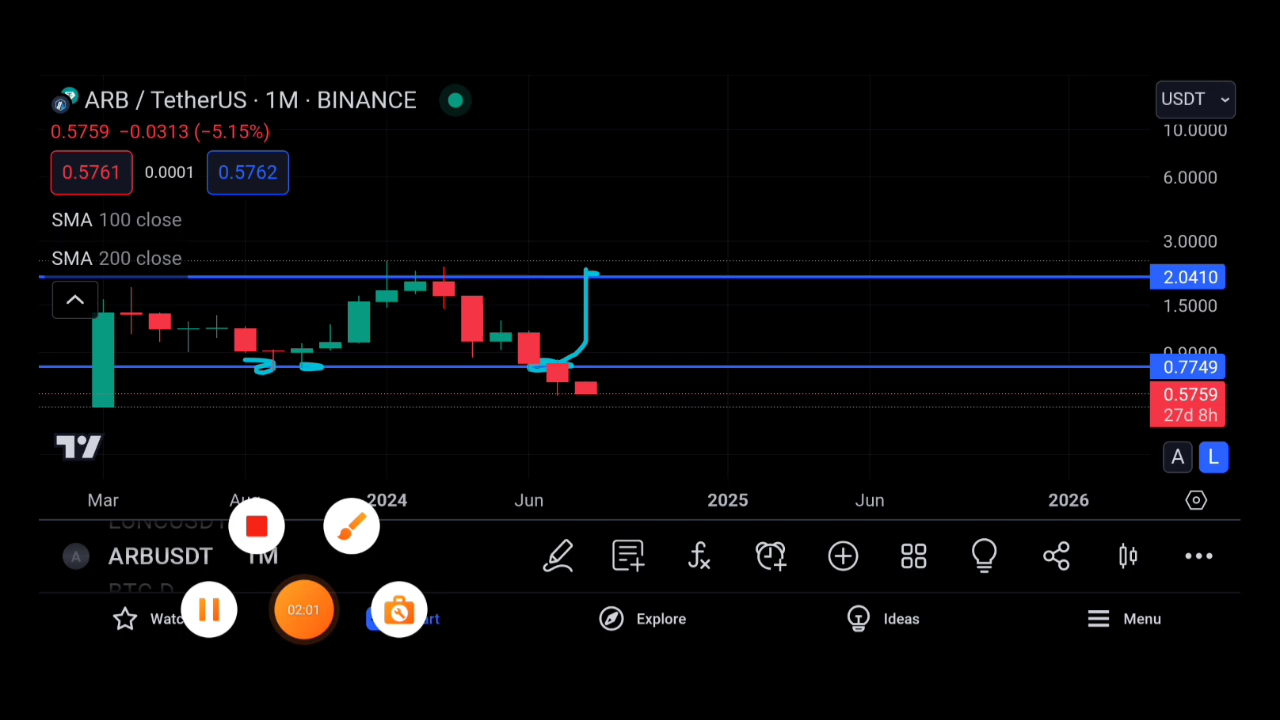 ARB / TetherUS · 1M · BINANCE
USDT
0.5759 −0.0313 (−5.15%)
10.0000
0.5761 0.0001 0.5762
6.0000
SMA 100 close
3.0000
SMA 200 close
2.0410
1.5000
0.7749
0.5759
27d 8h
A L
Mar 2024 Jun 2025 Jun 2026
LUNCUSDT
A ARBUSDT 1M
BTC.D
02:01
Explore Ideas Menu